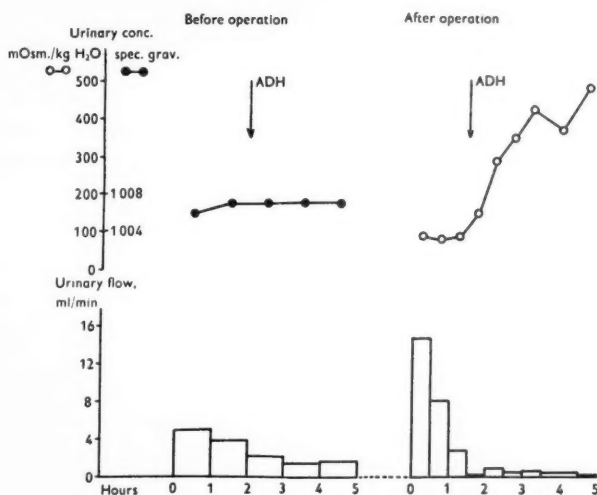 Before operation After operation
Urinary conc.
mOsm./kg H₂O spec. grav.
500
400
300
200
100
0
1008
1004
ADH
ADH
Urinary flow,
ml/min
16
12
8
4
0
Hours 0 1 2 3 4 5 0 1 2 3 4 5